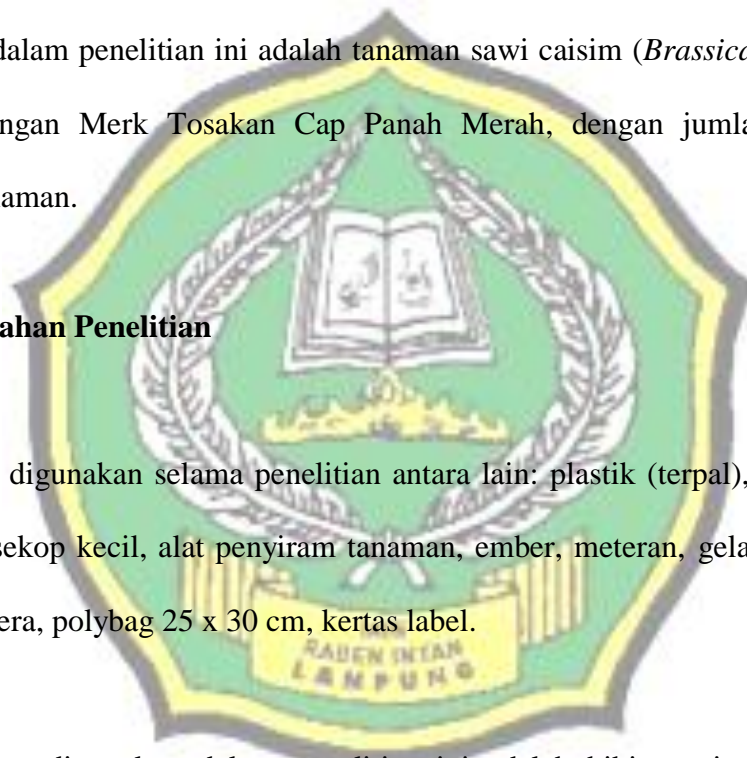 dalam penelitian ini adalah tanaman sawi caisim (Brassica
ngan Merk Tosakan Cap Panah Merah, dengan jumla
aman.
ahan Penelitian
digunakan selama penelitian antara lain: plastik (terpal),
sekop kecil, alat penyiram tanaman, ember, meteran, gela
era, polybag 25 x 30 cm, kertas label.
RADEN INTAN
LAMPUNG